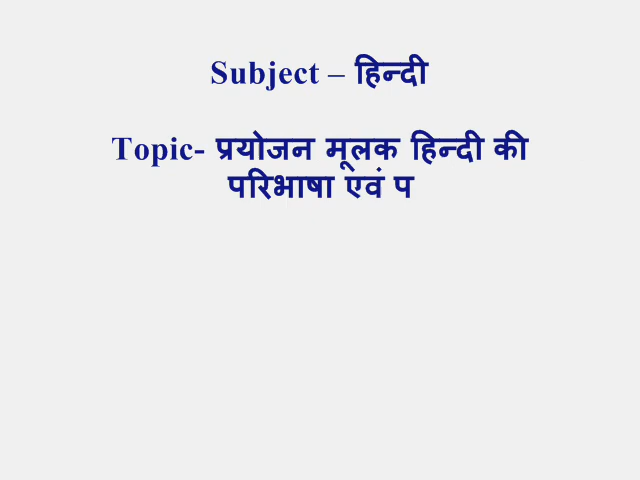 Subject – हिन्दी
Topic- प्रयोजन मूलक हिन्दी की
परिभाषा एवं प